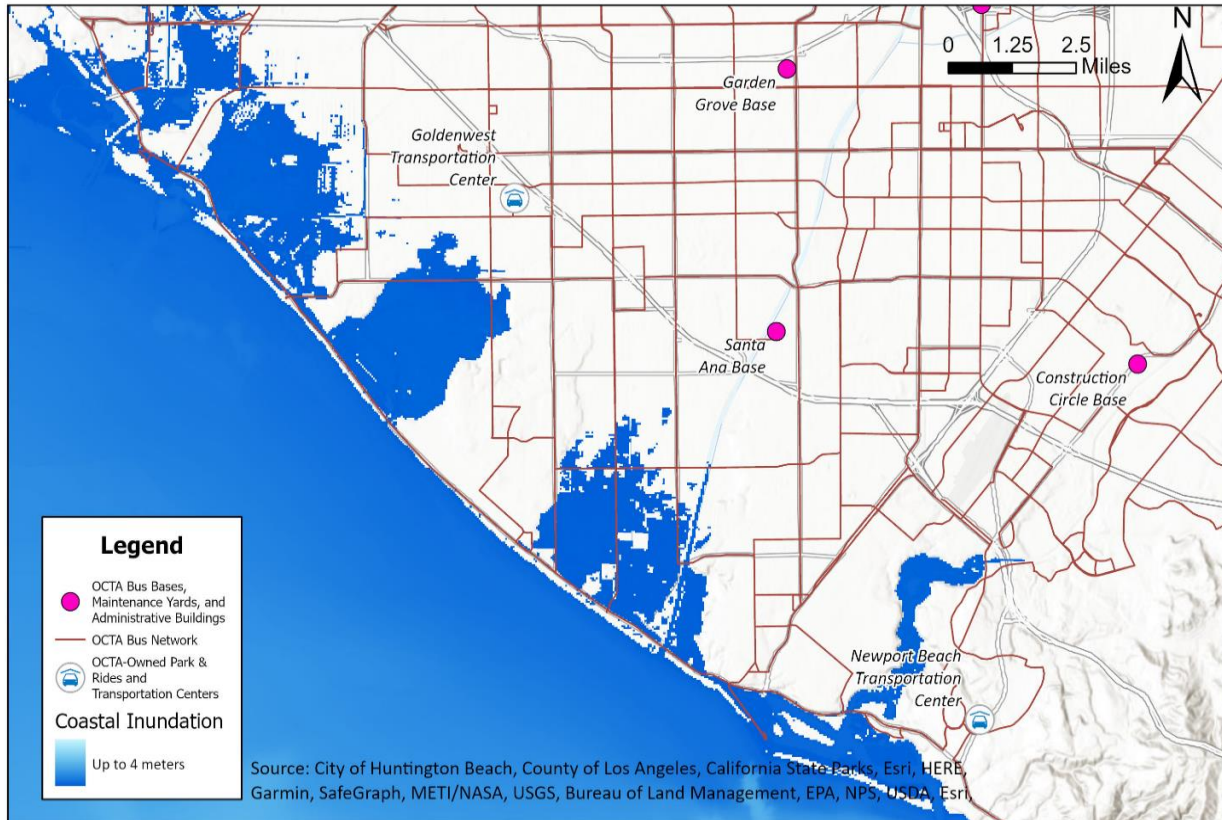 N
0 1.25 2.5
Miles
Garden
Grove Base
Goldenwest
Transportation
Center
Santa
Ana Base
Construction
Circle Base
Newport Beach
Transportation
Center
Legend
OCTA Bus Bases,
Maintenance Yards, and
Administrative Buildings
OCTA Bus Network
OCTA-Owned Park &
Rides and
Transportation Centers
Coastal Inundation
Up to 4 meters
Source: City of Huntington Beach, County of Los Angeles, California State Parks, Esri, HERE,
Garmin, SafeGraph, METI/NASA, USGS, Bureau of Land Management, EPA, NPS, USDA, Esri,